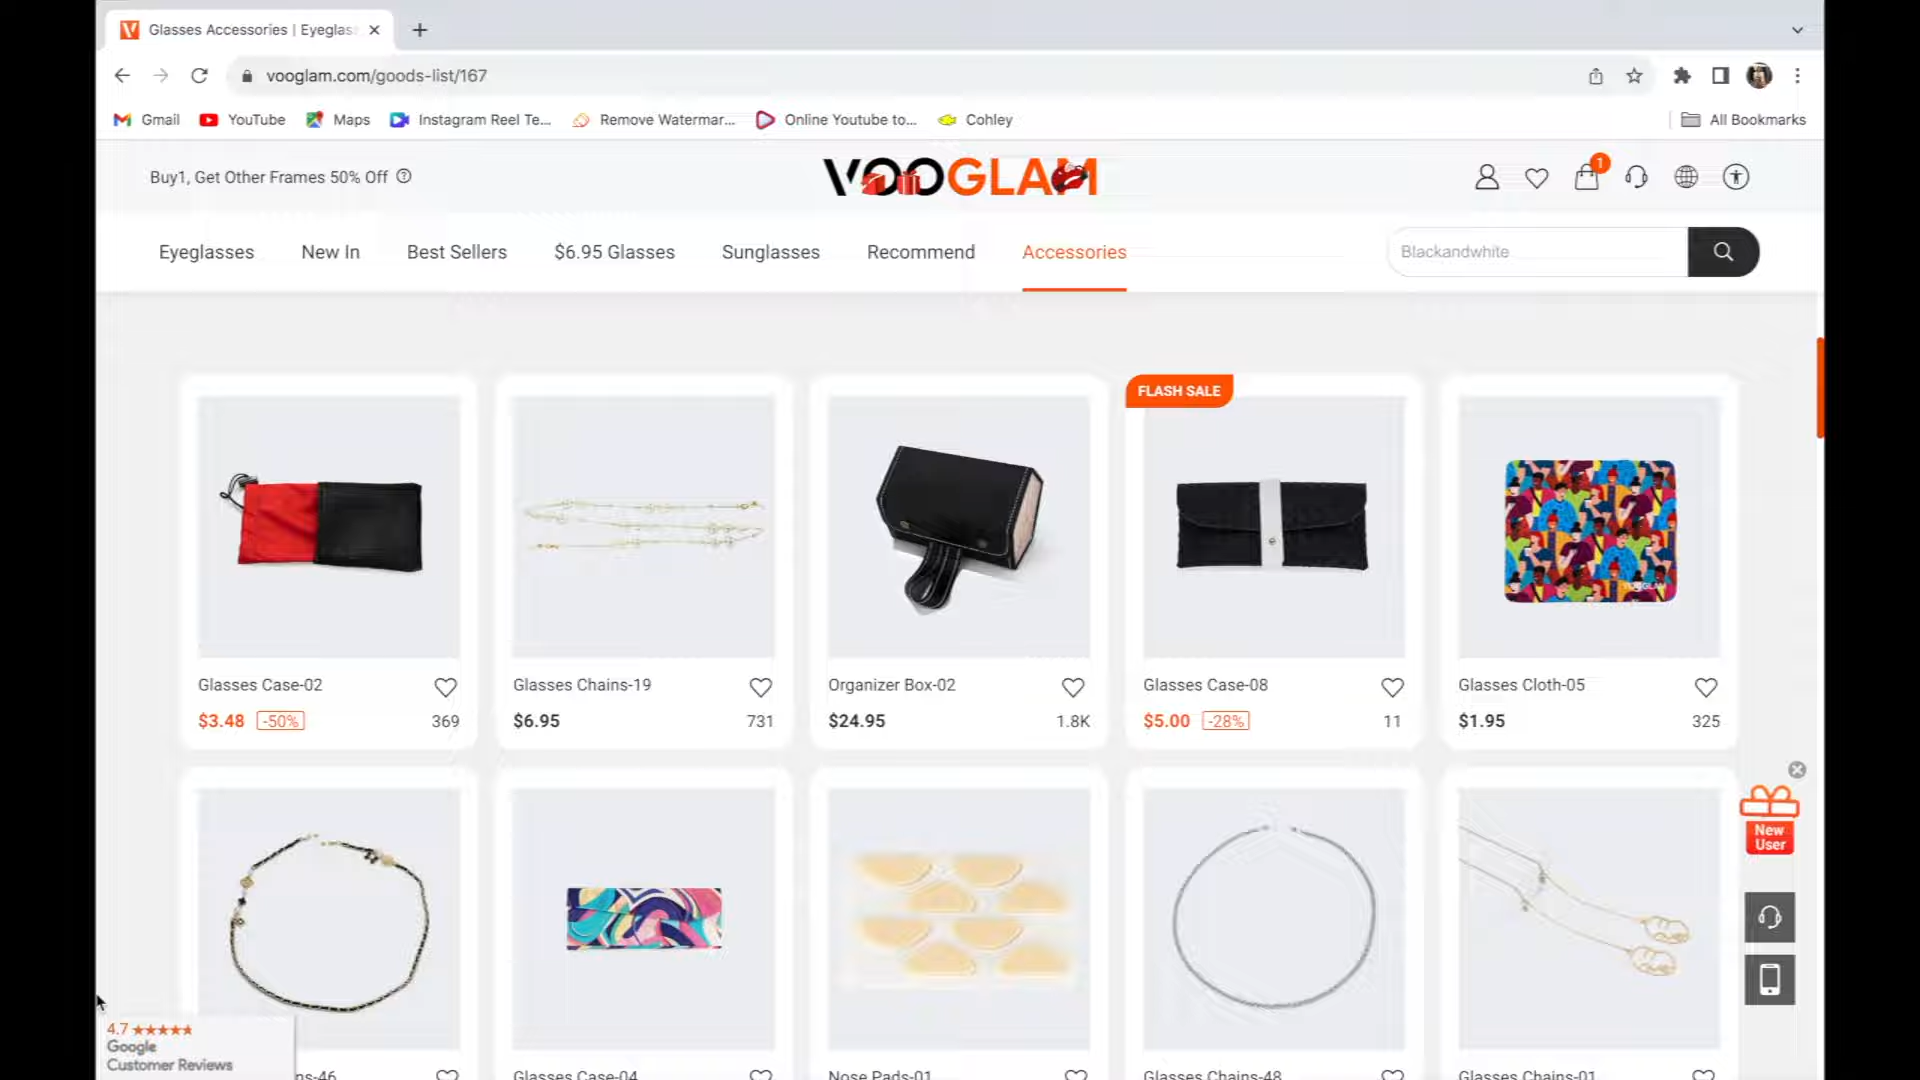 Glasses Accessories | Eyeglass
vooglam.com/goods-list/167
Gmail
YouTube
Maps
Instagram Reel Te...
Remove Watermar...
Online Youtube to...
Cohley
All Bookmarks
Buy1, Get Other Frames 50% Off
VOOGLAM
1
Eyeglasses
New In
Best Sellers
$6.95 Glasses
Sunglasses
Recommend
Accessories
Blackandwhite
FLASH SALE
VOOGLAM
Glasses Case-02
$3.48 -50% 369
Glasses Chains-19
$6.95 731
Organizer Box-02
$24.95 1.8K
Glasses Case-08
$5.00 -28% 11
Glasses Cloth-05
$1.95 325
New
User
4.7
Google
Customer Reviews
ns-46
Glasses Case-04
Nose Pads-01
Glasses Chains-48
Glasses Chains-01